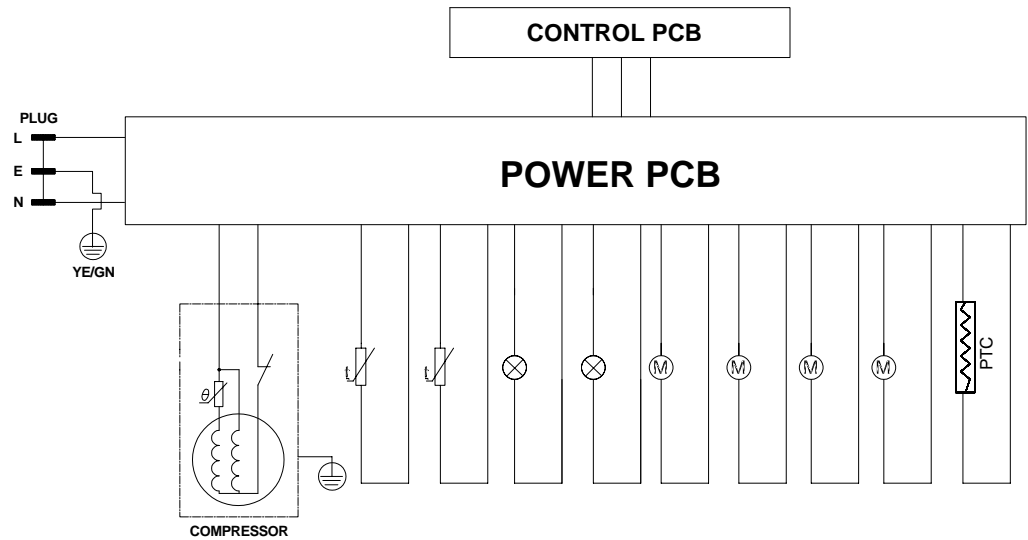 CONTROL PCB
PLUG
L
E
N
POWER PCB
YE/GN
θ
t
t
M
M
M
M
PTC
COMPRESSOR